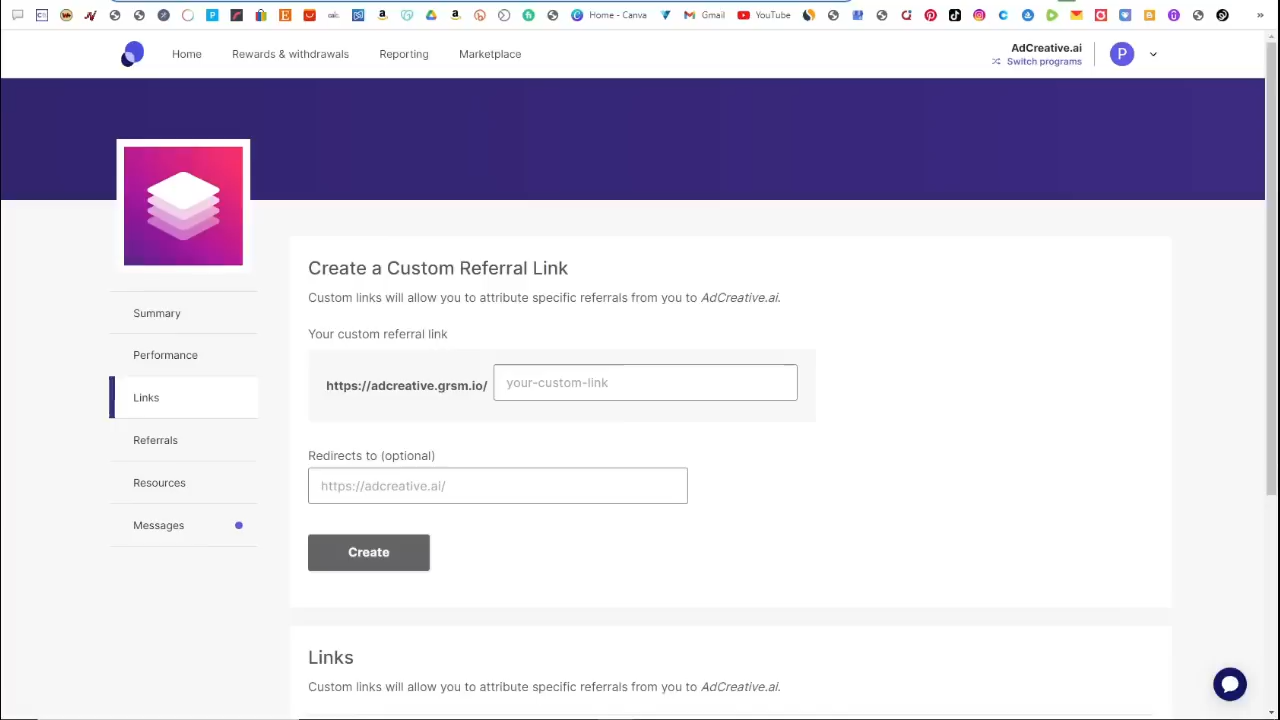 Home - Canva Gmail YouTube
Home Rewards & withdrawals Reporting Marketplace AdCreative.ai
Switch programs
P
Create a Custom Referral Link
Custom links will allow you to attribute specific referrals from you to AdCreative.ai.
Your custom referral link
https://adcreative.grsm.io/ your-custom-link
Redirects to (optional)
https://adcreative.ai/
Create
Summary
Performance
Links
Referrals
Resources
Messages
Links
Custom links will allow you to attribute specific referrals from you to AdCreative.ai.